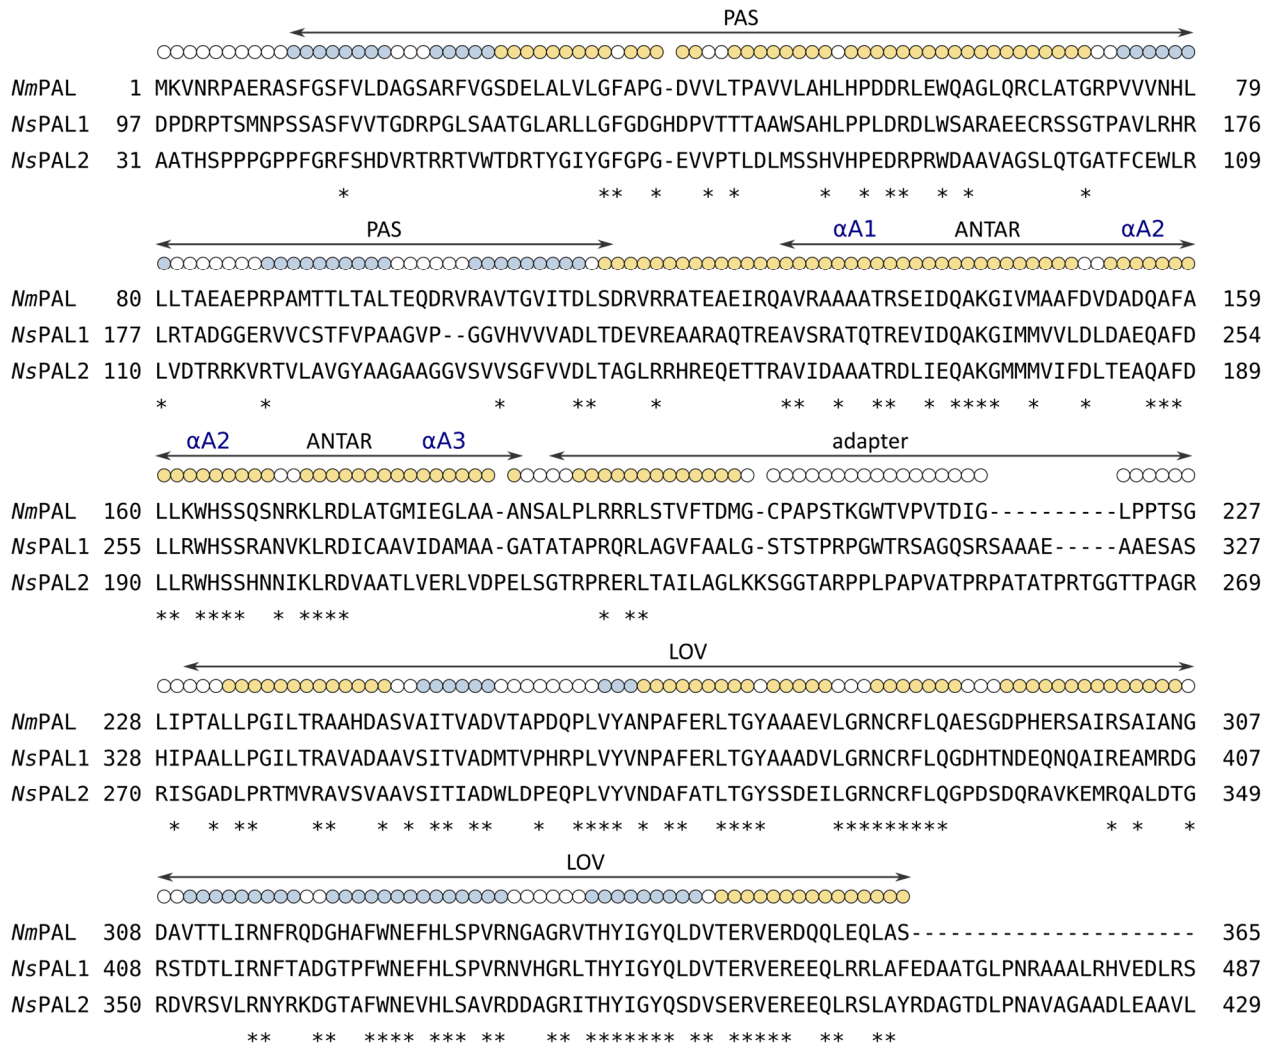 PAS
NmPAL 1 MKVNRPAERASFGSFVLDAGSARFVGSDELALVLGFAPG-DVVLTPAVVLAHLHPDDRLEWQAGLQRCLATGRPVVVNHL 79
NsPAL1 97 DPDRPTSMNPSSASFVVTGDRPGLSAATGLARLLGFGDGHDPVTTTAAWSAHLPPLDRDLWSARAEECRSSGTPAVLRHR 176
NsPAL2 31 AATHSPPPGPPFGRFSHDVRTRRTVWTDRTYGIYGFGPG-EVVPTLDLMSSHVHPEDRPRWDAAVAGSLQTGATFCEWLR 109
* ** * * * * * ** * * *
PAS αA1 ANTAR αA2
NmPAL 80 LLTAEAEPRPAMTTLTALTEQDRVRAVTGVITDLSDRVRRATEAEIRQAVRAAAATRSEIDQAKGIVMAAFDVDADQAFA 159
NsPAL1 177 LRTADGGERVVCSTFVPAAGVP--GGVHVVVADLTDEVREAARAQTREAVSRATQTREVIDQAKGIMMVVLDLDAEQAFD 254
NsPAL2 110 LVDTRRKVRTVLAVGYAAGAAGGVSVVSGFVVDLTAGLRRHREQETTRAVIDAAATRDLIEQAKGMMMVIFDLTEAQAFD 189
* * * ** * ** * ** * **** * * ***
αA2 ANTAR αA3 adapter
NmPAL 160 LLKWHSSQSNRKLRDLATGMIEGLAA-ANSALPLRRRLSTVFTDMG-CPAPSTKGWTVPVTDIG----------LPPTSG 227
NsPAL1 255 LLRWHSSRANVKLRDICAAVIDAMAA-GATATAPRQRLAGVFAALG-STSTPRPGWTRSAGQSRSAAAE-----AAESAS 327
NsPAL2 190 LLRWHSSHNNIKLRDVAATLVERLVDPELSGTRPRERLTAILAGLKKSGGTARPPLPAPVATPRPATATPRTGGTTPAGR 269
** **** * **** * **
LOV
NmPAL 228 LIPTALLPGILTRAAHDASVAITVADVTAPDQPLVYANPAFERLTGYAAAEVLGRNCRFLQAESGDPHERSAIRSAIANG 307
NsPAL1 328 HIPAALLPGILTRAVADAAVSITVADMTVPHRPLVYVNPAFERLTGYAAADVLGRNCRFLQGDHTNDEQNQAIREAMRDG 407
NsPAL2 270 RISGADLPRTMVRAVSVAAVSITIADWLDPEQPLVYVNDAFATLTGYSSDEILGRNCRFLQGPDSDQRAVKEMRQALDTG 349
* * ** ** * * ** ** * **** * ** **** ********* * * *
LOV
NmPAL 308 DAVTTLIRNFRQDGHAFWNEFHLSPVRNGAGRVTHYIGYQLDVTERVERDQQLEQLAS---------------------- 365
NsPAL1 408 RSTDTLIRNFTADGTPFWNEFHLSPVRNVHGRLTHYIGYQLDVTERVEREEQLRRLAFEDAATGLPNRAAALRHVEDLRS 487
NsPAL2 350 RDVRSVLRNYRKDGTAFWNEVHLSAVRDDAGRITHYIGYQSDVSERVEREEQLRSLAYRDAGTDLPNAVAGAADLEAAVL 429
** ** **** *** ** ** ******* ** ***** ** **